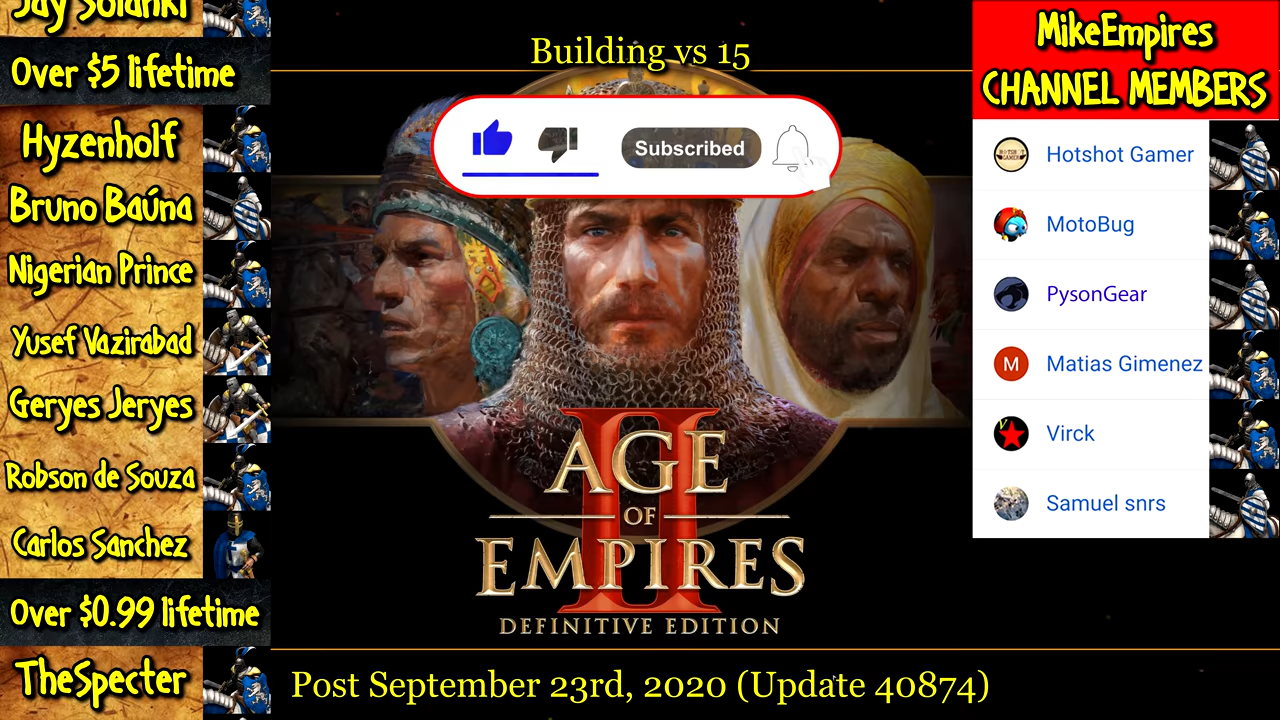 Jay Solanki
Over $5 lifetime
Hyzenholf
Bruno Baúna
Nigerian Prince
Yusef Vazirabad
Geryes Jeryes
Robson de Souza
Carlos Sanchez
Over $0.99 lifetime
TheSpecter
Building vs 15
Subscribed
AGE
OF
EMPIRES
II
DEFINITIVE EDITION
Post September 23rd, 2020 (Update 40874)
MikeEmpires
CHANNEL MEMBERS
Hotshot Gamer
MotoBug
PysonGear
M
Matias Gimenez
Virck
Samuel snrs